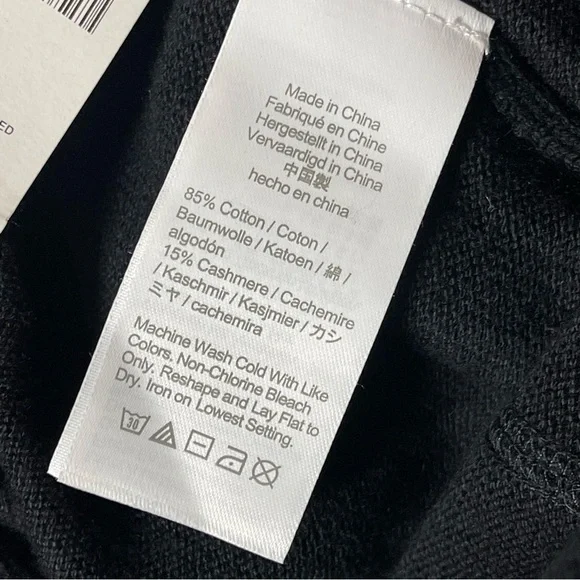 ED
Made in China
Fabriqué en Chine
Hergestellt in China
Vervaardigd in China
中国製
hecho en china
85% Cotton / Coton /
Baumwolle / Katoen / 綿 /
algodón
15% Cashmere / Cachemire
/ Kaschmir / Kasjmier / カシ
ミヤ / cachemira
Machine Wash Cold With Like
Colors. Non-Chlorine Bleach
Only. Reshape and Lay Flat to
Dry. Iron on Lowest Setting.
30